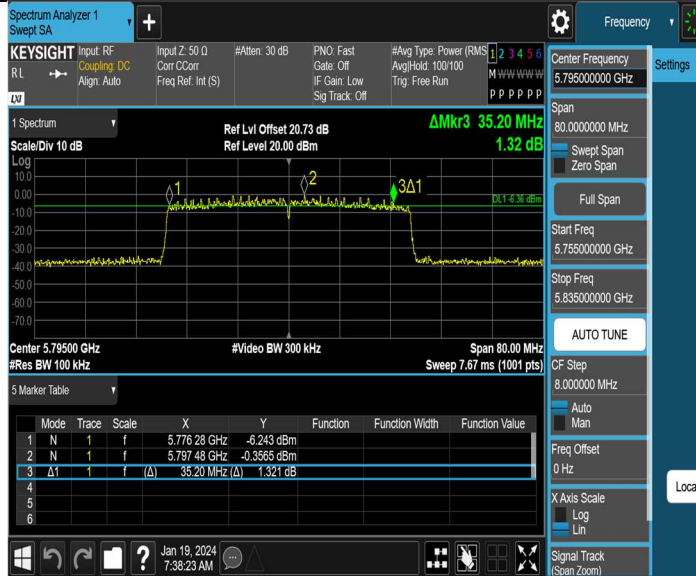 Spectrum Analyzer 1
Swept SA
+
Frequency
KEYSIGHT
RL
LXI
Input: RF
Coupling: DC
Align: Auto
Input Z: 50 Ω
Corr CCorr
Freq Ref: Int (S)
#Atten: 30 dB
PNO: Fast
Gate: Off
IF Gain: Low
Sig Track: Off
#Avg Type: Power (RMS
Avg|Hold: 100/100
Trig: Free Run
1 2 3 4 5 6
M W W W W W
P P P P P P
Center Frequency
5.795000000 GHz
Settings
1 Spectrum
Scale/Div 10 dB
Ref Lvl Offset 20.73 dB
Ref Level 20.00 dBm
ΔMkr3 35.20 MHz
1.32 dB
Span
80.0000000 MHz
Swept Span
Zero Span
Log
10.0
0.00
-10.0
-20.0
-30.0
-40.0
-50.0
-60.0
-70.0
1
2
3Δ1
DL1 -6.36 dBm
Full Span
Start Freq
5.755000000 GHz
Stop Freq
5.835000000 GHz
AUTO TUNE
Center 5.79500 GHz
#Res BW 100 kHz
#Video BW 300 kHz
Span 80.00 MHz
Sweep 7.67 ms (1001 pts)
CF Step
8.000000 MHz
Auto
Man
5 Marker Table
Mode Trace Scale X Y Function Function Width Function Value
1 N 1 f 5.776 28 GHz -6.243 dBm
2 N 1 f 5.797 48 GHz -0.3565 dBm
3 Δ1 1 f (Δ) 35.20 MHz (Δ) 1.321 dB
4
5
6
Freq Offset
0 Hz
X Axis Scale
Log
Lin
Loca
Signal Track
(Span Zoom)
?
Jan 19, 2024
7:38:23 AM